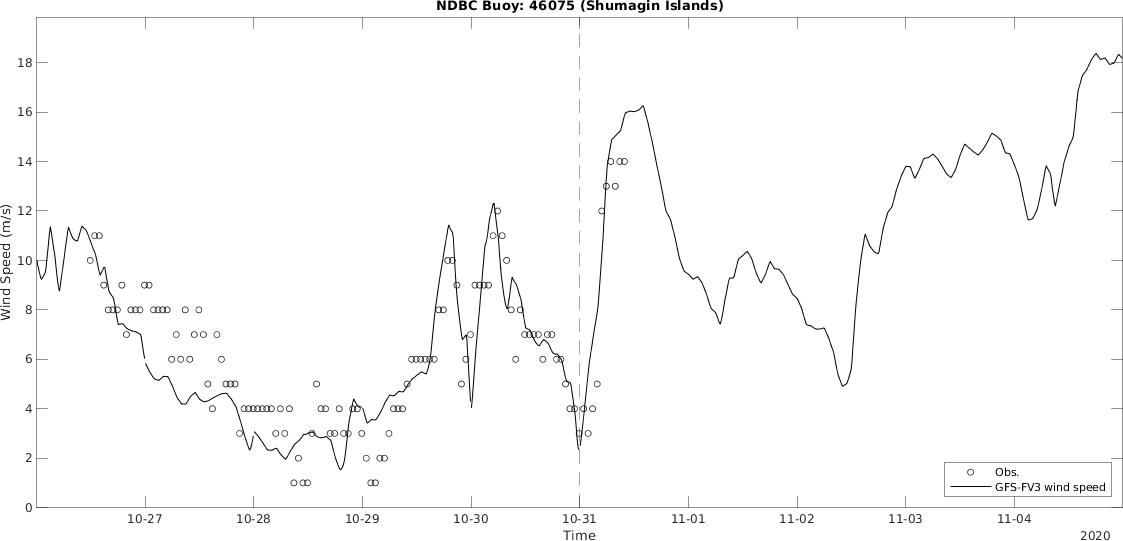 NDBC Buoy: 46075 (Shumagin Islands)
18
16
14
12
10
8
6
4
2
0
Wind Speed (m/s)
10-27 10-28 10-29 10-30 10-31 11-01 11-02 11-03 11-04
Time
2020
Obs.
GFS-FV3 wind speed